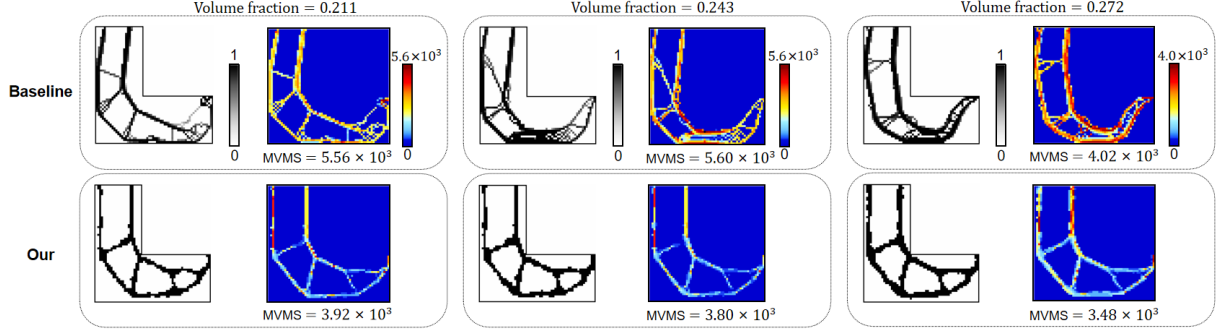 Volume fraction = 0.211
Volume fraction = 0.243
Volume fraction = 0.272
Baseline
1
0
5.6×10³
0
MVMS = 5.56 × 10³
1
0
5.6×10³
0
MVMS = 5.60 × 10³
1
0
4.0×10³
0
MVMS = 4.02 × 10³
Our
MVMS = 3.92 × 10³
MVMS = 3.80 × 10³
MVMS = 3.48 × 10³